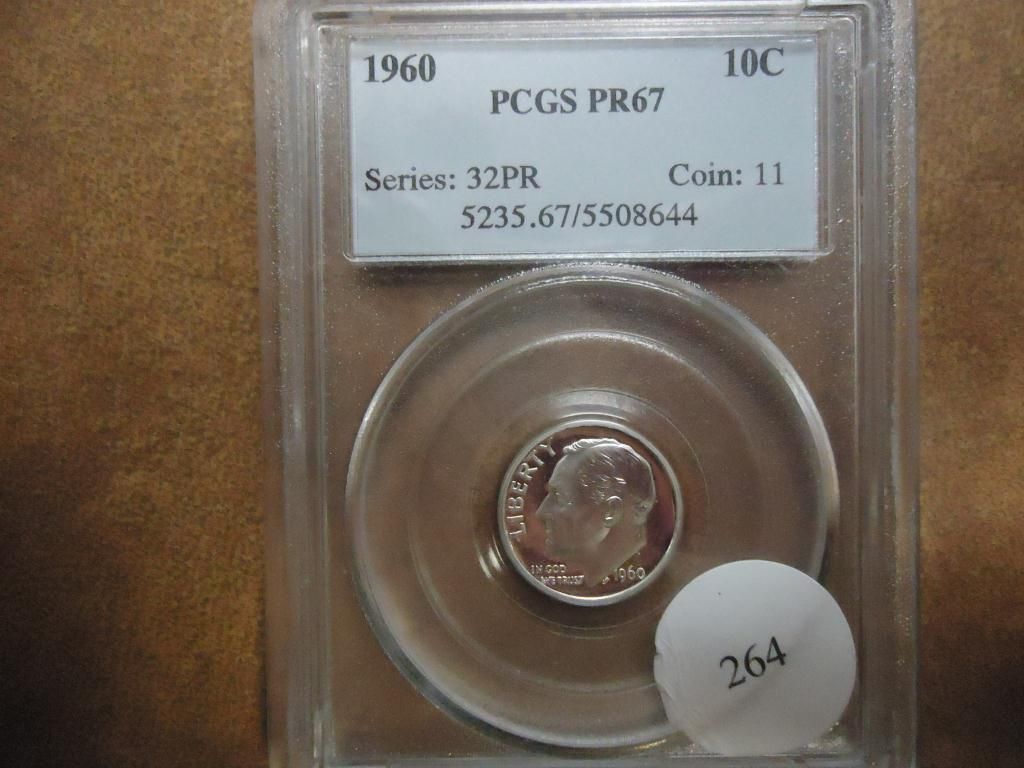 1960 10C
PCGS PR67
Series: 32PR Coin: 11
5235.67/5508644
LIBERTY
IN GOD
WE TRUST 1960
264